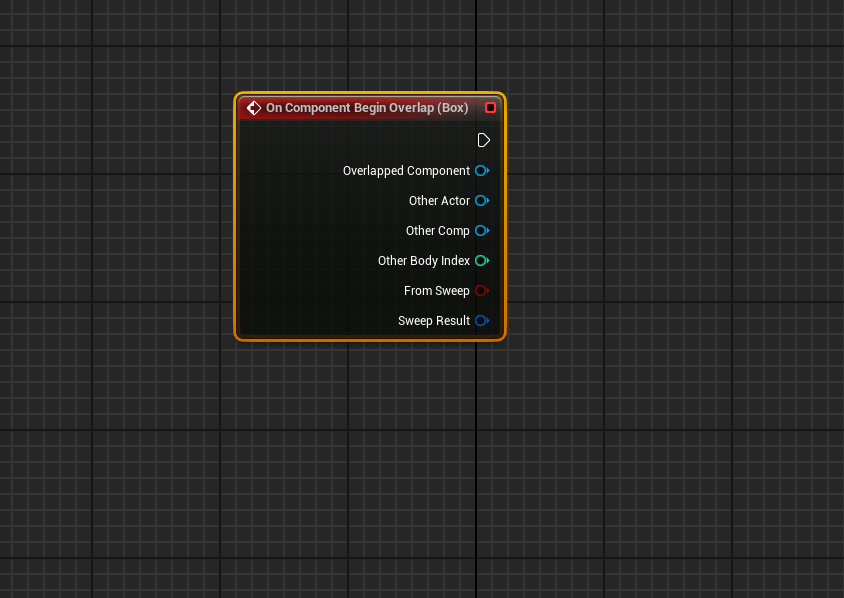 On Component Begin Overlap (Box)
Overlapped Component
Other Actor
Other Comp
Other Body Index
From Sweep
Sweep Result